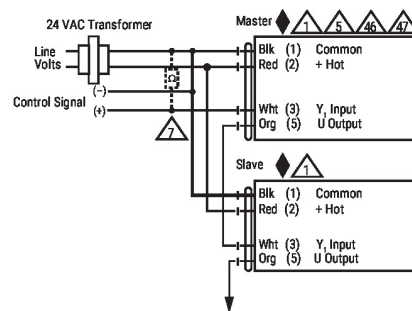 24 VAC Transformer
Master 1 5 46 47
Line Volts
Blk (1) Common
Red (2) + Hot
Ω
(–)
Control Signal (+)
Wht (3) Y1 Input
Org (5) U Output
7
Slave 1
Blk (1) Common
Red (2) + Hot
Wht (3) Y1 Input
Org (5) U Output